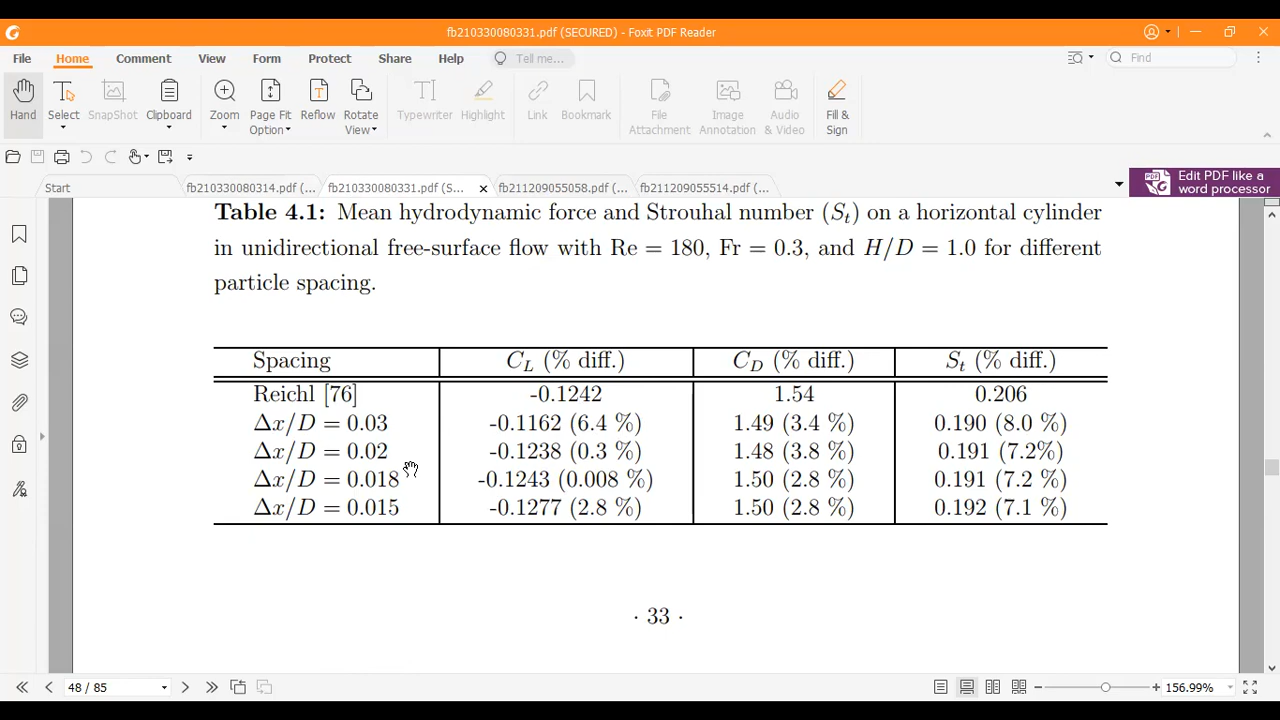 fb210330080331.pdf (SECURED) - Foxit PDF Reader
File Home Comment View Form Protect Share Help Tell me... Find
Hand Select SnapShot Clipboard Zoom Page Fit Option Reflow Rotate View Typewriter Highlight Link Bookmark File Attachment Image Annotation Audio & Video Fill & Sign
Start fb210330080314.pdf (... fb210330080331.pdf (S... fb211209055058.pdf (... fb211209055514.pdf (... Edit PDF like a word processor
Table 4.1: Mean hydrodynamic force and Strouhal number (S_t) on a horizontal cylinder
in unidirectional free-surface flow with Re = 180, Fr = 0.3, and H/D = 1.0 for different
particle spacing.
Spacing C_L (% diff.) C_D (% diff.) S_t (% diff.)
Reichl [76] -0.1242 1.54 0.206
Δx/D = 0.03 -0.1162 (6.4 %) 1.49 (3.4 %) 0.190 (8.0 %)
Δx/D = 0.02 -0.1238 (0.3 %) 1.48 (3.8 %) 0.191 (7.2%)
Δx/D = 0.018 -0.1243 (0.008 %) 1.50 (2.8 %) 0.191 (7.2 %)
Δx/D = 0.015 -0.1277 (2.8 %) 1.50 (2.8 %) 0.192 (7.1 %)
· 33 ·
48 / 85 156.99%